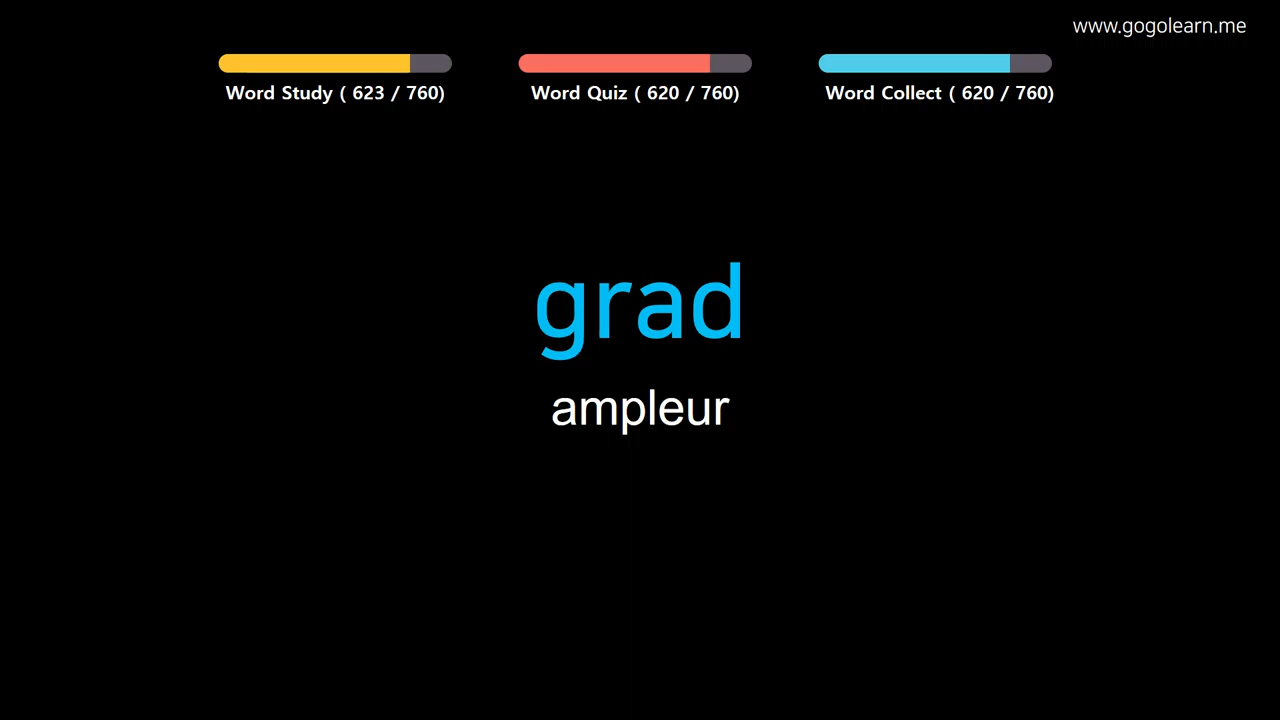 www.gogolearn.me
Word Study ( 623 / 760)
Word Quiz ( 620 / 760)
Word Collect ( 620 / 760)
grad
ampleur